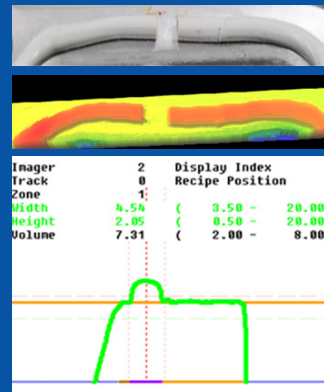 Imager 2 Display Index
Track 0 Recipe Position
Zone 1
Width 4.54 ( 3.50 - 20.00
Height 2.05 ( 0.50 - 20.00
Volume 7.31 ( 2.00 - 8.00